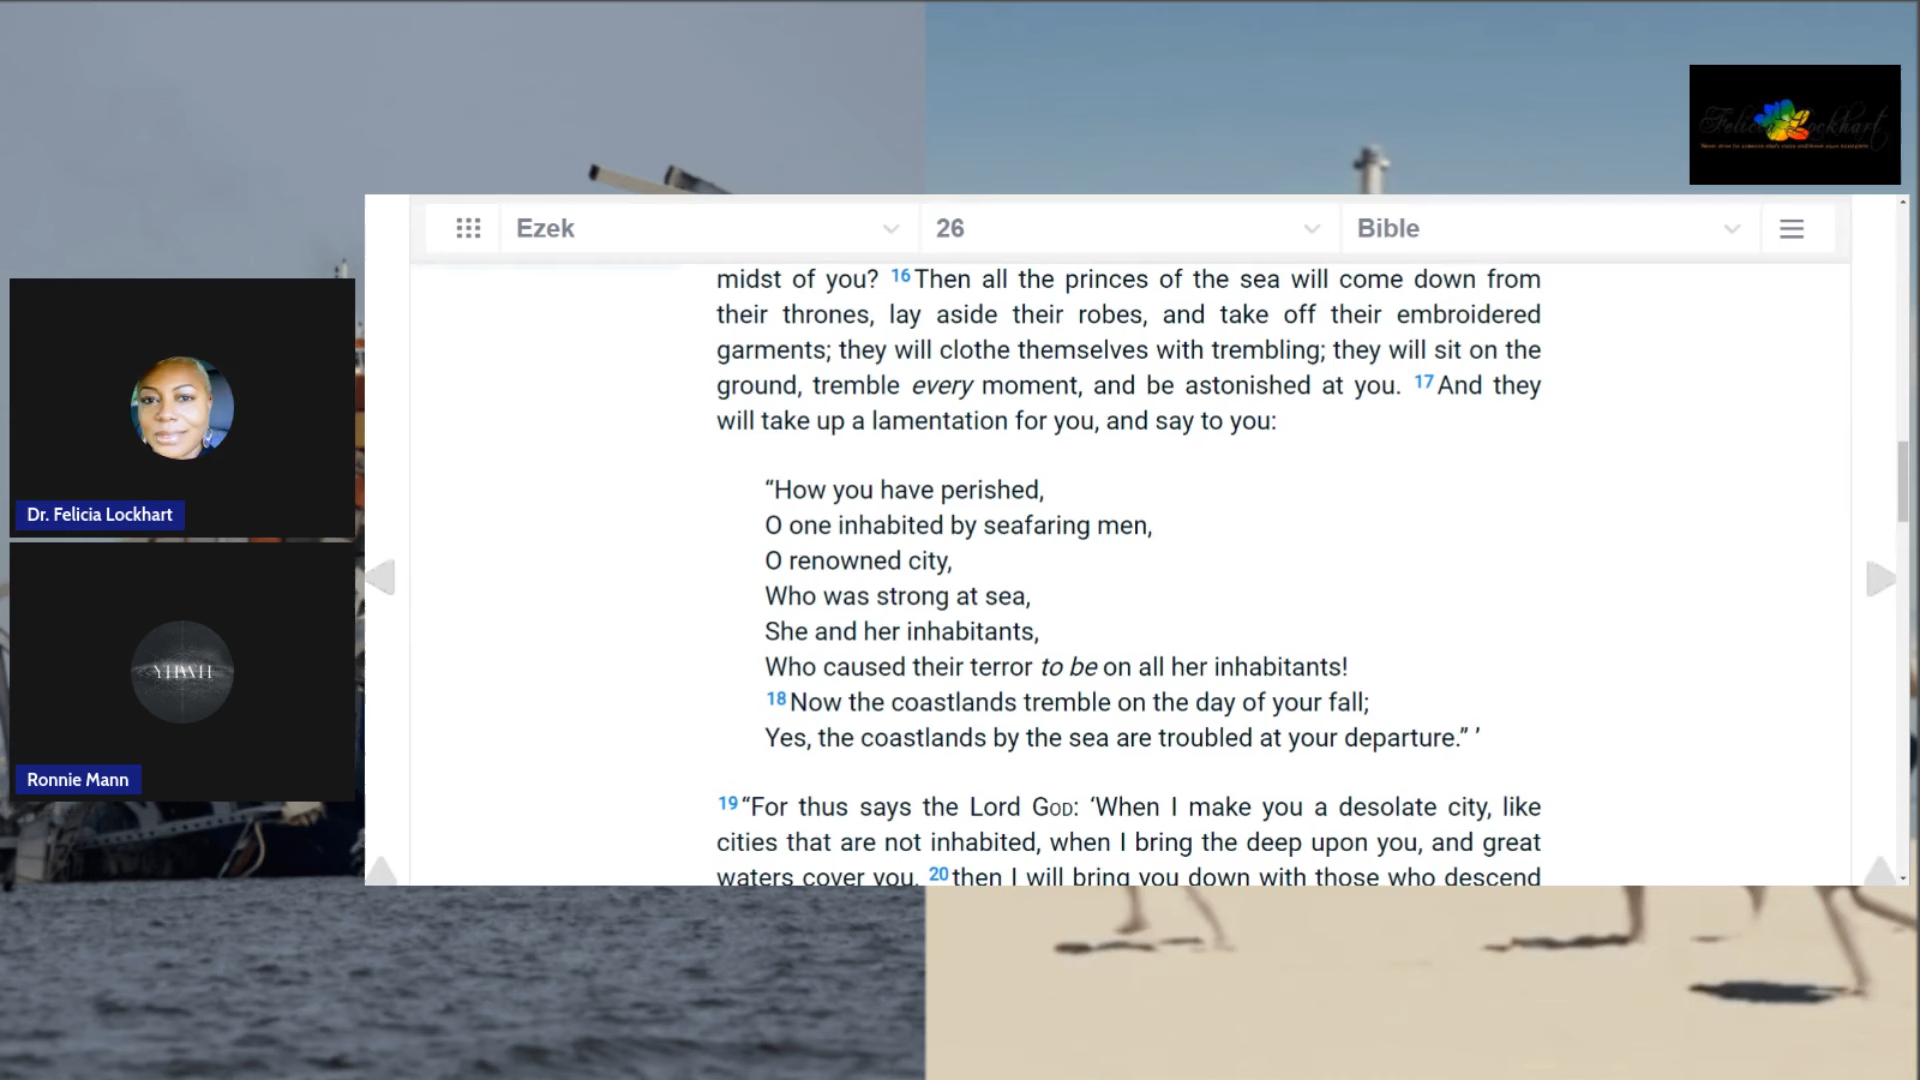 Felicia Lockhart
Ezek
26
Bible
midst of you? 16 Then all the princes of the sea will come down from
their thrones, lay aside their robes, and take off their embroidered
garments; they will clothe themselves with trembling; they will sit on the
ground, tremble every moment, and be astonished at you. 17 And they
will take up a lamentation for you, and say to you:
“How you have perished,
O one inhabited by seafaring men,
O renowned city,
Who was strong at sea,
She and her inhabitants,
Who caused their terror to be on all her inhabitants!
18 Now the coastlands tremble on the day of your fall;
Yes, the coastlands by the sea are troubled at your departure.” ’
19 “For thus says the Lord GOD: ‘When I make you a desolate city, like
cities that are not inhabited, when I bring the deep upon you, and great
waters cover you, 20 then I will bring you down with those who descend
Dr. Felicia Lockhart
YHWH
Ronnie Mann